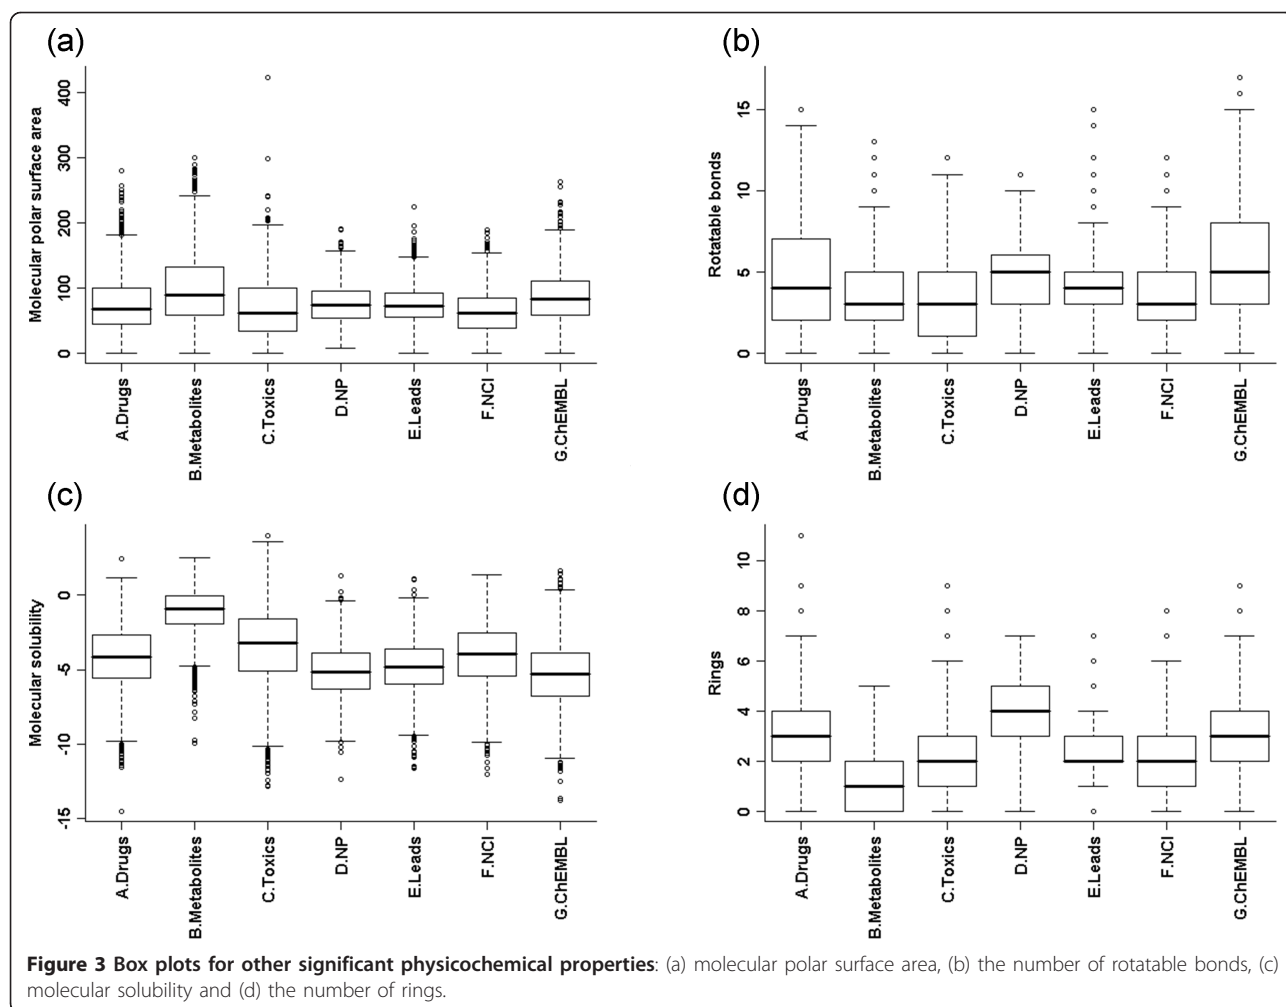 (a)
Molecular polar surface area
400
300
200
100
0
A.Drugs
B.Metabolites
C.Toxics
D.NP
E.Leads
F.NCI
G.ChEMBL
(b)
Rotatable bonds
15
10
5
0
A.Drugs
B.Metabolites
C.Toxics
D.NP
E.Leads
F.NCI
G.ChEMBL
(c)
Molecular solubility
0
-5
-10
-15
A.Drugs
B.Metabolites
C.Toxics
D.NP
E.Leads
F.NCI
G.ChEMBL
(d)
Rings
10
8
6
4
2
0
A.Drugs
B.Metabolites
C.Toxics
D.NP
E.Leads
F.NCI
G.ChEMBL
Figure 3 Box plots for other significant physicochemical properties: (a) molecular polar surface area, (b) the number of rotatable bonds, (c)
molecular solubility and (d) the number of rings.